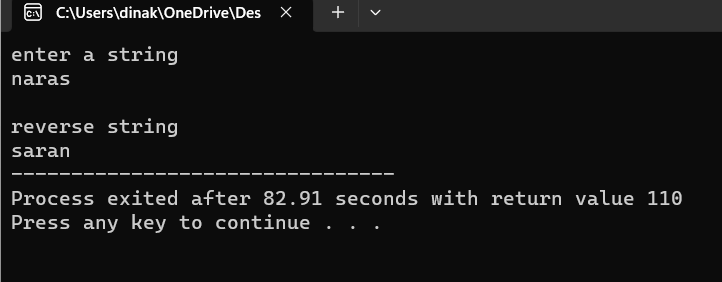 C:\Users\dinak\OneDrive\Des
enter a string
naras
reverse string
saran
--------------------------------
Process exited after 82.91 seconds with return value 110
Press any key to continue . . .